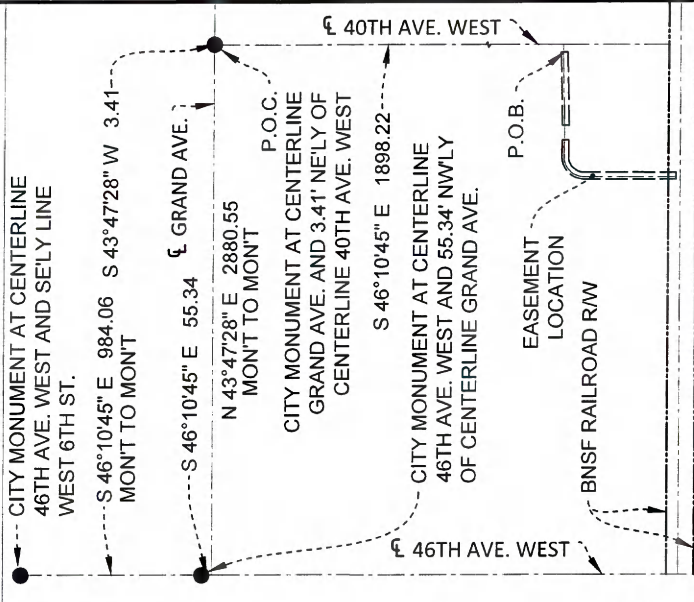 ℄ 40TH AVE. WEST
CITY MONUMENT AT CENTERLINE
46TH AVE. WEST AND SE'LY LINE
WEST 6TH ST.
S 46°10'45" E 984.06
MON'T TO MON'T
S 43°47'28" W 3.41
S 46°10'45" E 55.34
℄ GRAND AVE.
N 43°47'28" E 2880.55
MON'T TO MON'T
P.O.C.
CITY MONUMENT AT CENTERLINE
GRAND AVE. AND 3.41' NE'LY OF
CENTERLINE 40TH AVE. WEST
S 46°10'45" E 1898.22
CITY MONUMENT AT CENTERLINE
46TH AVE. WEST AND 55.34' NW'LY
OF CENTERLINE GRAND AVE.
P.O.B.
EASEMENT
LOCATION
BNSF RAILROAD R/W
℄ 46TH AVE. WEST